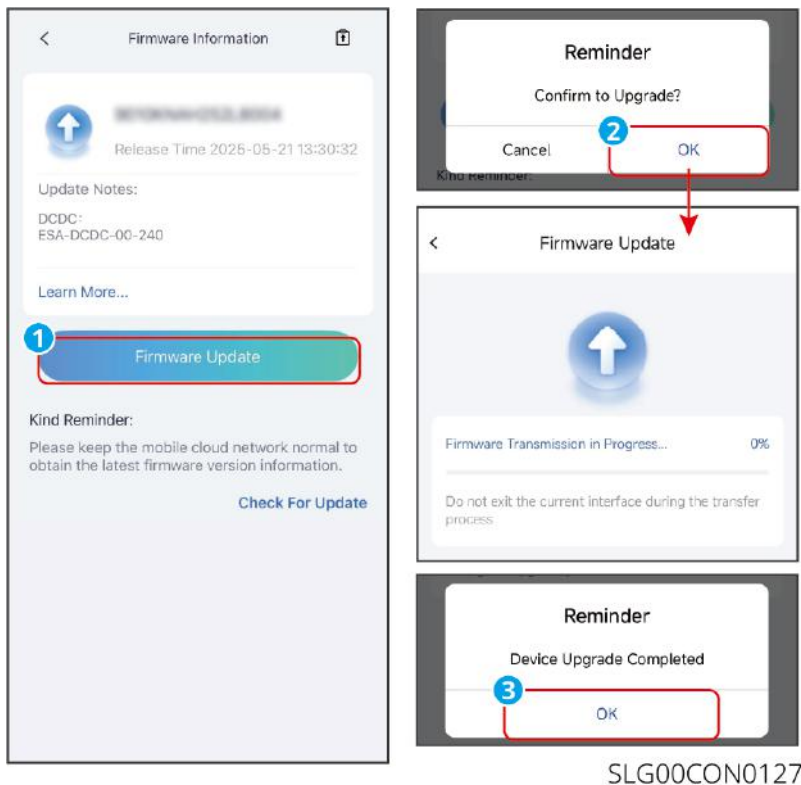 Firmware Information
Release Time 2025-05-21 13:30:32
Update Notes:
DCDC:
ESA-DCDC-00-240
Learn More...
1
Firmware Update
Kind Reminder:
Please keep the mobile cloud network normal to
obtain the latest firmware version information.
Check For Update
Reminder
Confirm to Upgrade?
2
Cancel OK
Kind Reminder:
Firmware Update
Firmware Transmission in Progress... 0%
Do not exit the current interface during the transfer
process
Reminder
Device Upgrade Completed
3
OK
SLG00CON0127